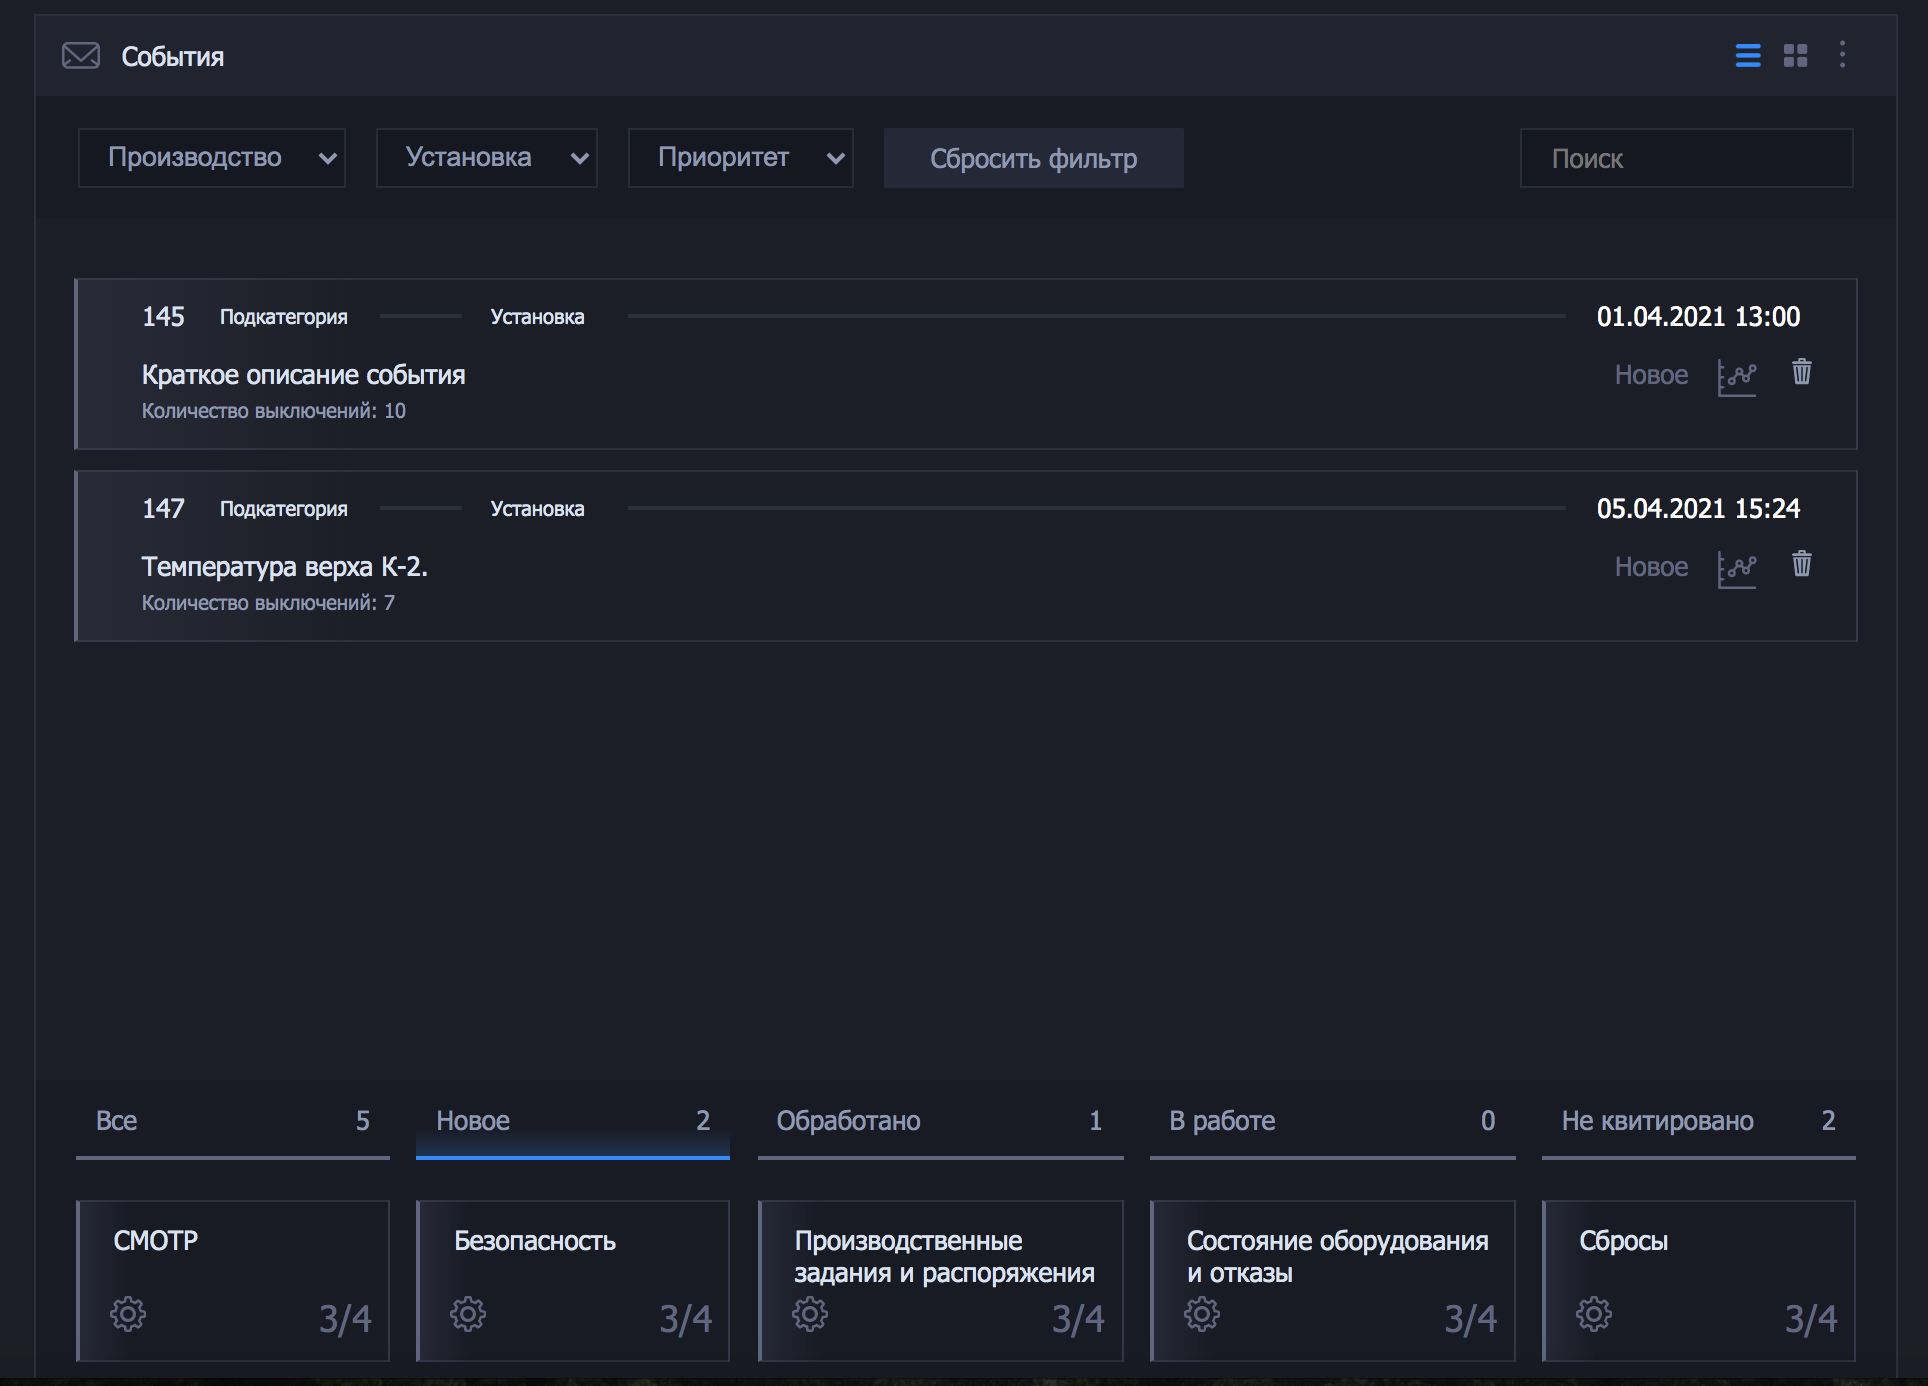 События
Производство Установка Приоритет Сбросить фильтр Поиск
145 Подкатегория Установка 01.04.2021 13:00
Краткое описание события Новое
Количество выключений: 10
147 Подкатегория Установка 05.04.2021 15:24
Температура верха К-2. Новое
Количество выключений: 7
Все 5 Новое 2 Обработано 1 В работе 0 Не квитировано 2
СМОТР
3/4
Безопасность
3/4
Производственные
задания и распоряжения
3/4
Состояние оборудования
и отказы
3/4
Сбросы
3/4